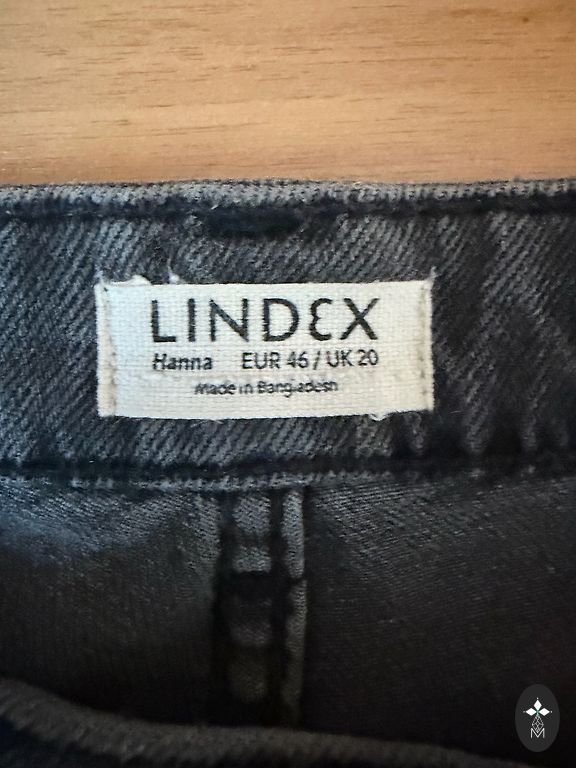 LINDEX
Hanna EUR 46 / UK 20
Made in Bangladesh
M